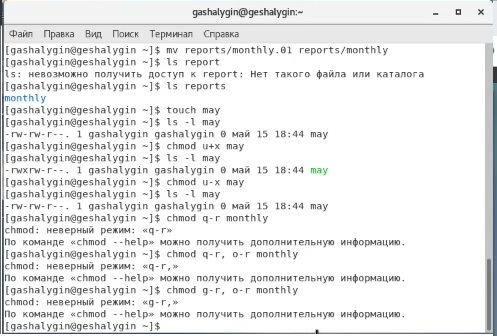 gashalygin@geshalygin:~
Файл Правка Вид Поиск Терминал Справка
[gashalygin@geshalygin ~]$ mv reports/monthly.01 reports/monthly
[gashalygin@geshalygin ~]$ ls report
ls: невозможно получить доступ к report: Нет такого файла или каталога
[gashalygin@geshalygin ~]$ ls reports
monthly
[gashalygin@geshalygin ~]$ touch may
[gashalygin@geshalygin ~]$ ls -l may
-rw-rw-r--. 1 gashalygin gashalygin 0 май 15 18:44 may
[gashalygin@geshalygin ~]$ chmod u+x may
[gashalygin@geshalygin ~]$ ls -l may
-rwxrw-r--. 1 gashalygin gashalygin 0 май 15 18:44 may
[gashalygin@geshalygin ~]$ chmod u-x may
[gashalygin@geshalygin ~]$ ls -l may
-rw-rw-r--. 1 gashalygin gashalygin 0 май 15 18:44 may
[gashalygin@geshalygin ~]$ chmod q-r monthly
chmod: неверный режим: «q-r»
По команде «chmod --help» можно получить дополнительную информацию.
[gashalygin@geshalygin ~]$ chmod q-r, o-r monthly
chmod: неверный режим: «q-r,»
По команде «chmod --help» можно получить дополнительную информацию.
[gashalygin@geshalygin ~]$ chmod g-r, o-r monthly
chmod: неверный режим: «g-r,»
По команде «chmod --help» можно получить дополнительную информацию.
[gashalygin@geshalygin ~]$